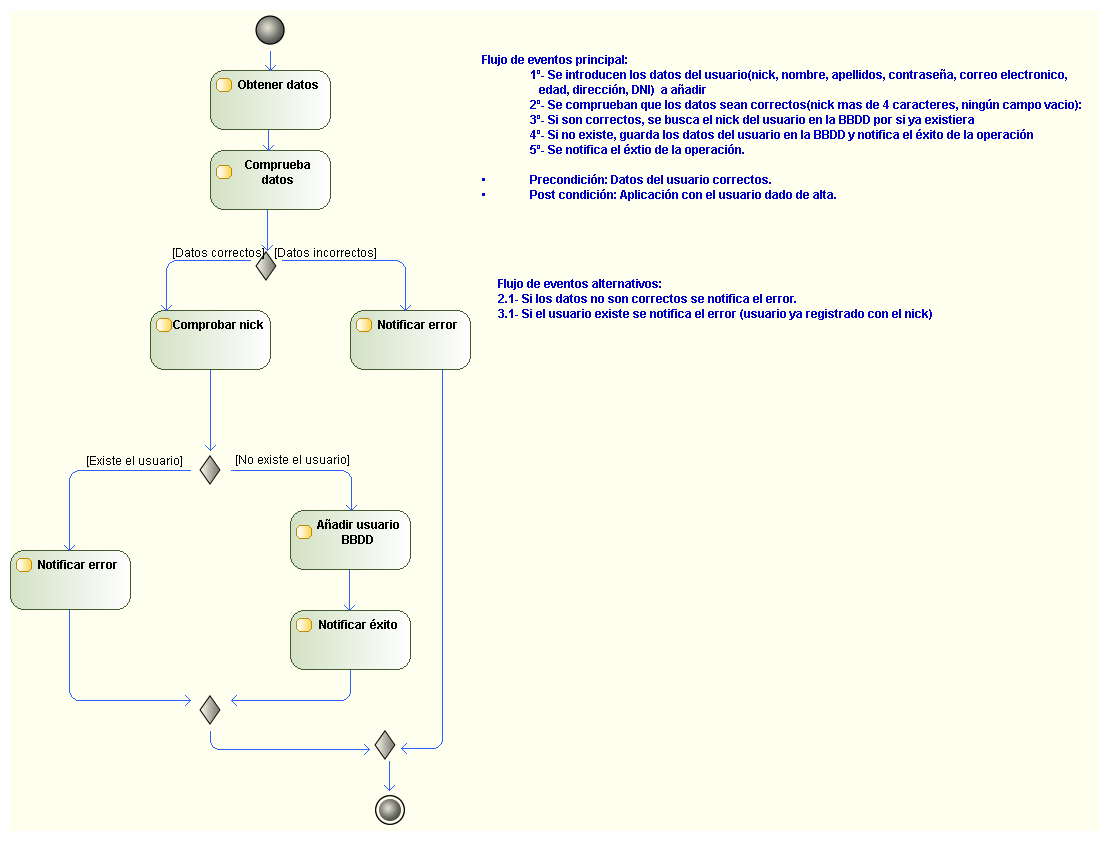 Obtener datos
Comprueba
datos
[Datos correctos]
[Datos incorrectos]
Comprobar nick
Notificar error
[Existe el usuario]
[No existe el usuario]
Añadir usuario
BBDD
Notificar error
Notificar éxito
Flujo de eventos principal:
1º- Se introducen los datos del usuario(nick, nombre, apellidos, contraseña, correo electronico,
edad, dirección, DNI) a añadir
2º- Se comprueban que los datos sean correctos(nick mas de 4 caracteres, ningún campo vacio):
3º- Si son correctos, se busca el nick del usuario en la BBDD por si ya existiera
4º- Si no existe, guarda los datos del usuario en la BBDD y notifica el éxito de la operación
5º- Se notifica el éxtio de la operación.
• Precondición: Datos del usuario correctos.
• Post condición: Aplicación con el usuario dado de alta.
Flujo de eventos alternativos:
2.1- Si los datos no son correctos se notifica el error.
3.1- Si el usuario existe se notifica el error (usuario ya registrado con el nick)